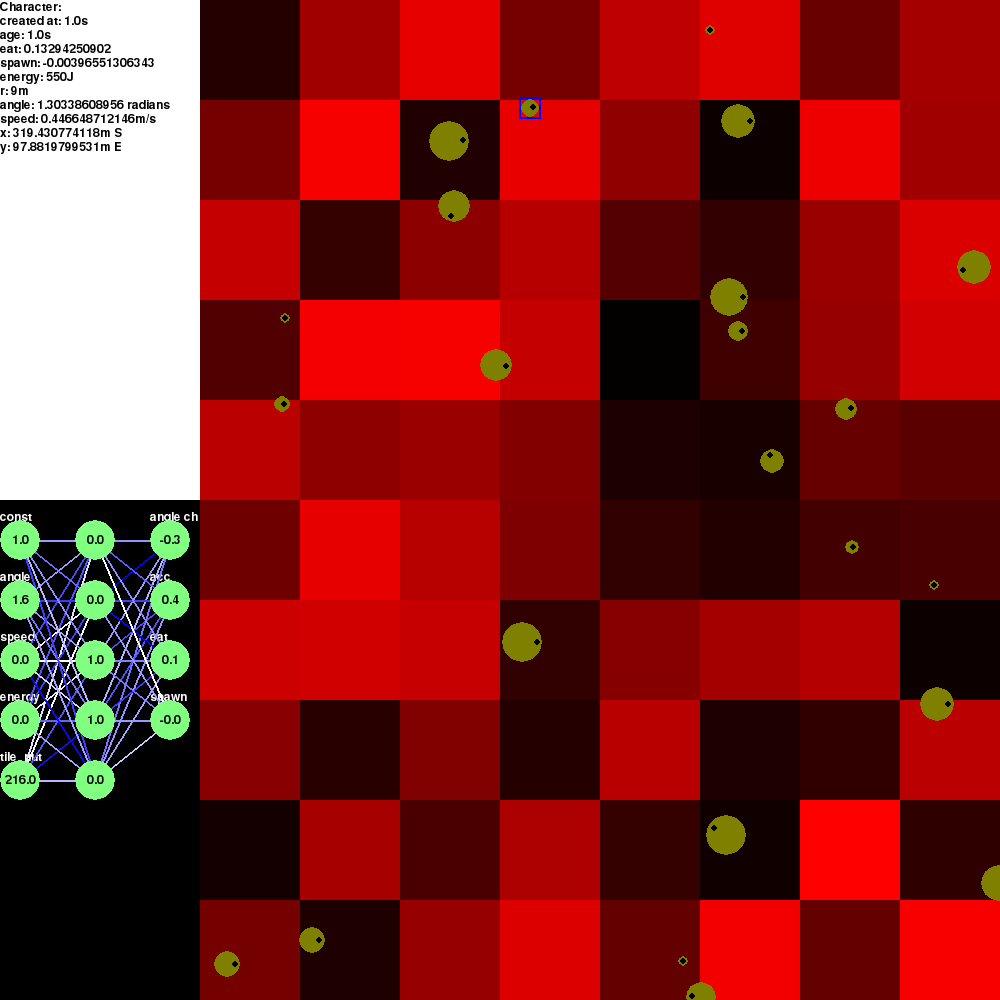 Character:
created at: 1.0s
age: 1.0s
eat: 0.13294250902
spawn: -0.00396551306343
energy: 550J
r: 9m
angle: 1.30338608956 radians
speed: 0.446648712146m/s
x: 319.430774118m S
y: 97.8819799531m E
const angle ch
1.0 0.0 -0.3
angle acc
1.6 0.0 0.4
speed eat
0.0 1.0 0.1
energy spawn
0.0 1.0 -0.0
tile_nut
216.0 0.0